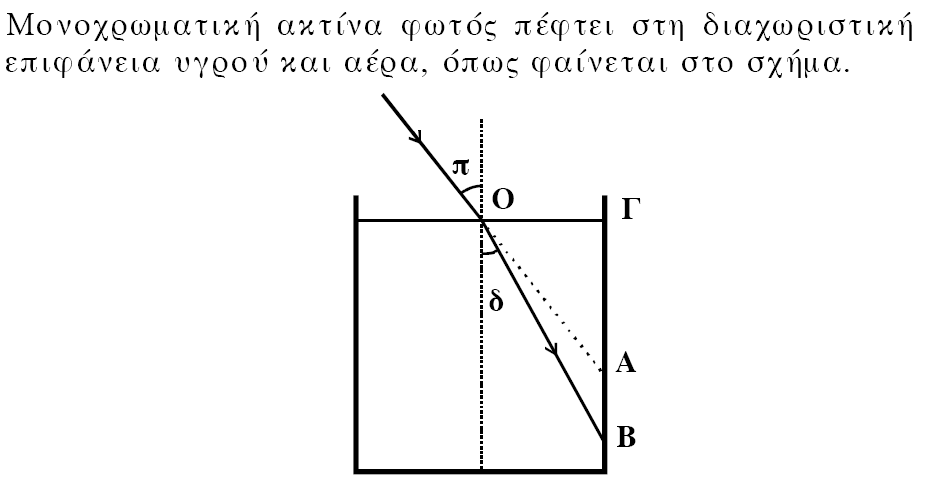 Μονοχρωματική ακτίνα φωτός πέφτει στη διαχωριστική
επιφάνεια υγρού και αέρα, όπως φαίνεται στο σχήμα.
π
Ο
Γ
δ
Α
Β